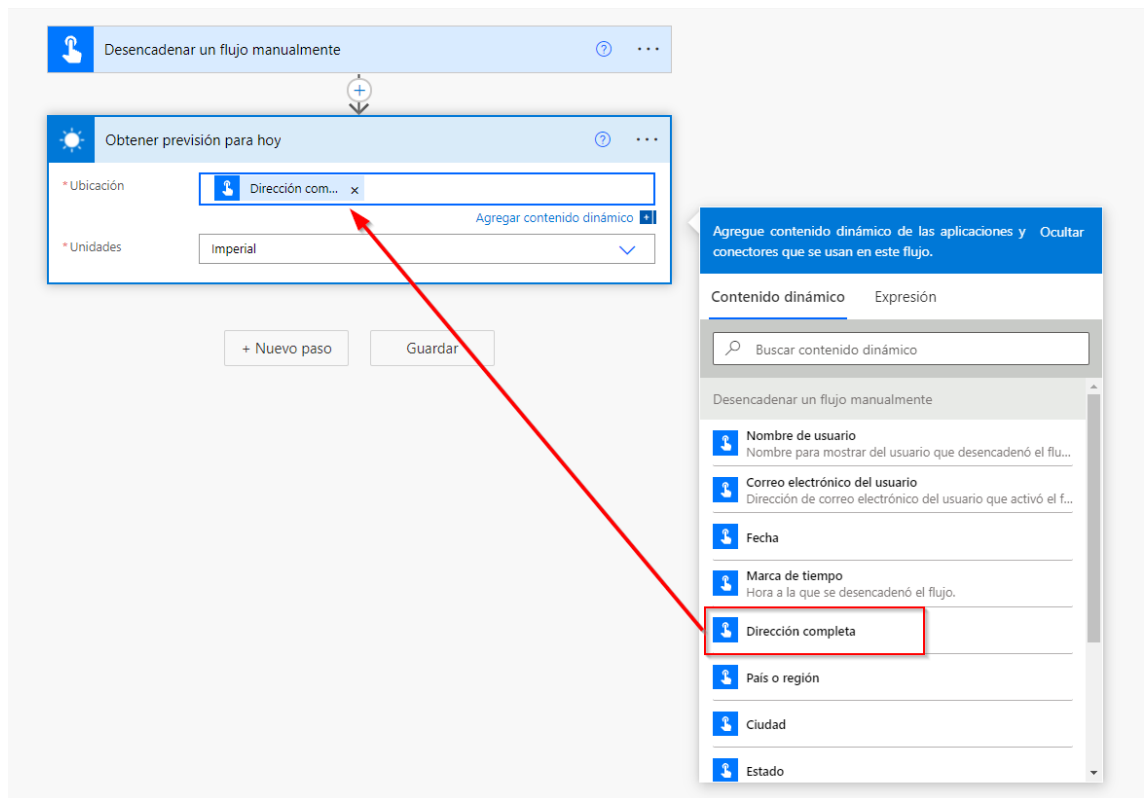 Desencadenar un flujo manualmente
Obtener previsión para hoy
* Ubicación
Dirección com... x
Agregar contenido dinámico
* Unidades
Imperial
+ Nuevo paso
Guardar
Agregue contenido dinámico de las aplicaciones y Ocultar
conectores que se usan en este flujo.
Contenido dinámico Expresión
Buscar contenido dinámico
Desencadenar un flujo manualmente
Nombre de usuario
Nombre para mostrar del usuario que desencadenó el flu...
Correo electrónico del usuario
Dirección de correo electrónico del usuario que activó el f...
Fecha
Marca de tiempo
Hora a la que se desencadenó el flujo.
Dirección completa
País o región
Ciudad
Estado